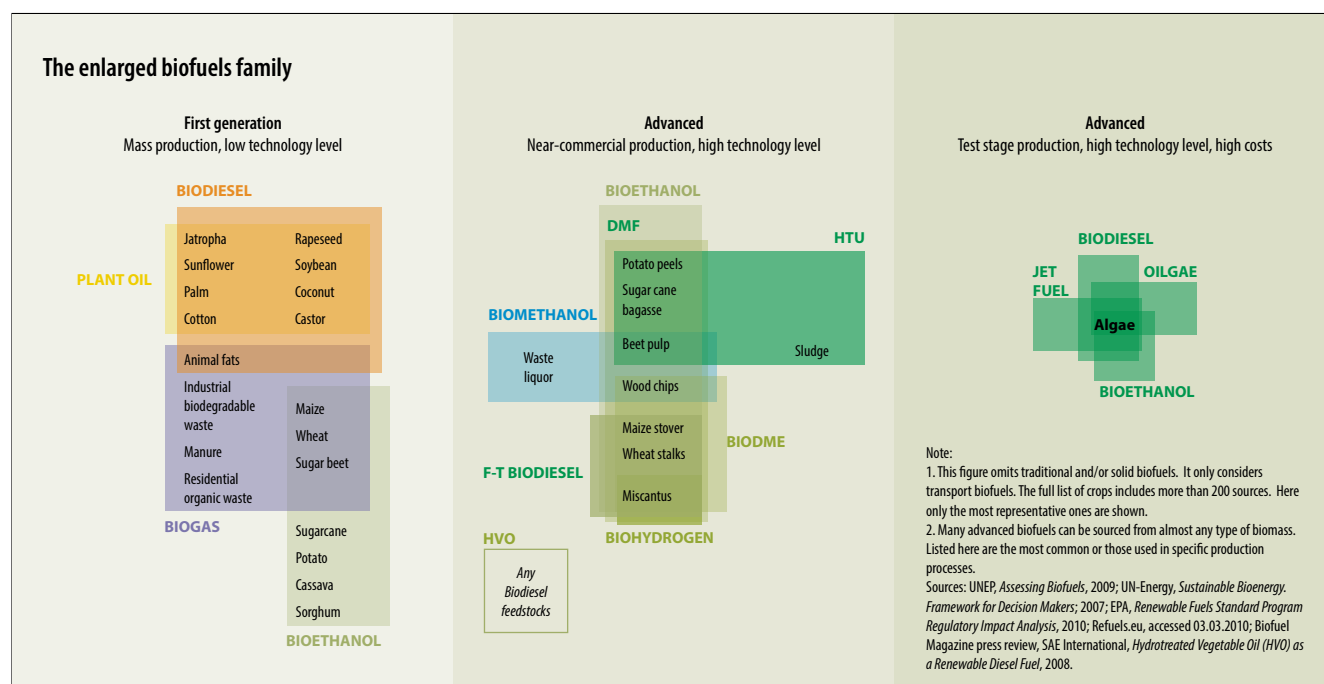 The enlarged biofuels family
First generation
Mass production, low technology level
BIODIESEL
PLANT OIL
Jatropha
Rapeseed
Sunflower
Soybean
Palm
Coconut
Cotton
Castor
Animal fats
Industrial
biodegradable
waste
Manure
Residential
organic waste
Maize
Wheat
Sugar beet
BIOGAS
Sugarcane
Potato
Cassava
Sorghum
BIOETHANOL
Advanced
Near-commercial production, high technology level
BIOETHANOL
DMF
HTU
Potato peels
Sugar cane
bagasse
BIOMETHANOL
Beet pulp
Sludge
Waste
liquor
Wood chips
Maize stover
BIODME
Wheat stalks
F-T BIODIESEL
Miscantus
BIOHYDROGEN
HVO
Any
Biodiesel
feedstocks
Advanced
Test stage production, high technology level, high costs
BIODIESEL
JET
FUEL
OILGAE
Algae
BIOETHANOL
Note:
1. This figure omits traditional and/or solid biofuels. It only considers
transport biofuels. The full list of crops includes more than 200 sources. Here
only the most representative ones are shown.
2. Many advanced biofuels can be sourced from almost any type of biomass.
Listed here are the most common or those used in specific production
processes.
Sources: UNEP, Assessing Biofuels, 2009; UN-Energy, Sustainable Bioenergy.
Framework for Decision Makers; 2007; EPA, Renewable Fuels Standard Program
Regulatory Impact Analysis, 2010; Refuels.eu, accessed 03.03.2010; Biofuel
Magazine press review, SAE International, Hydrotreated Vegetable Oil (HVO) as
a Renewable Diesel Fuel, 2008.